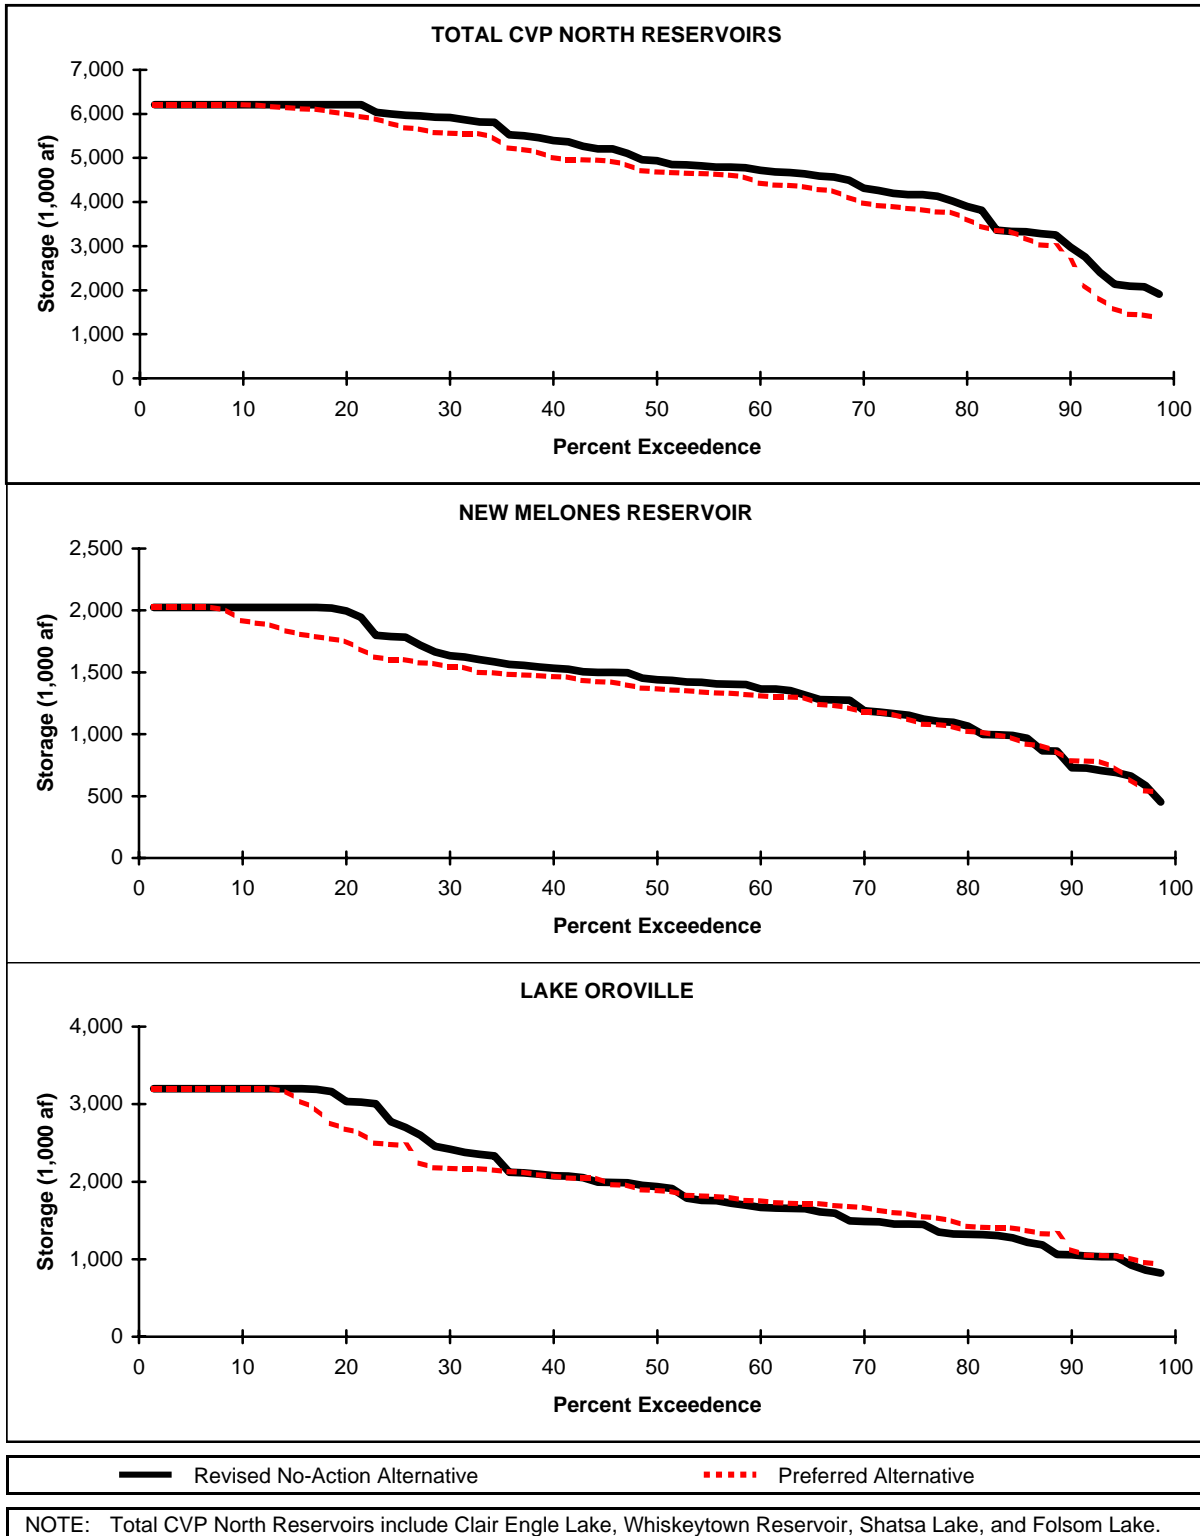 TOTAL CVP NORTH RESERVOIRS
7,000
6,000
5,000
4,000
3,000
2,000
1,000
0
Storage (1,000 af)
0 10 20 30 40 50 60 70 80 90 100
Percent Exceedence
NEW MELONES RESERVOIR
2,500
2,000
1,500
1,000
500
0
Storage (1,000 af)
0 10 20 30 40 50 60 70 80 90 100
Percent Exceedence
LAKE OROVILLE
4,000
3,000
2,000
1,000
0
Storage (1,000 af)
0 10 20 30 40 50 60 70 80 90 100
Percent Exceedence
Revised No-Action Alternative Preferred Alternative
NOTE: Total CVP North Reservoirs include Clair Engle Lake, Whiskeytown Reservoir, Shatsa Lake, and Folsom Lake.